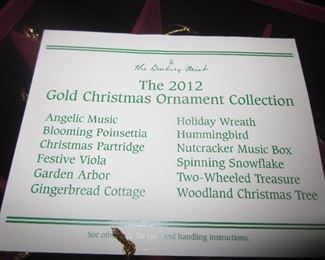 The Danbury Mint
The 2012
Gold Christmas Ornament Collection
Angelic Music
Blooming Poinsettia
Christmas Partridge
Festive Viola
Garden Arbor
Gingerbread Cottage
Holiday Wreath
Hummingbird
Nutcracker Music Box
Spinning Snowflake
Two-Wheeled Treasure
Woodland Christmas Tree
See other for care and handling instructions.